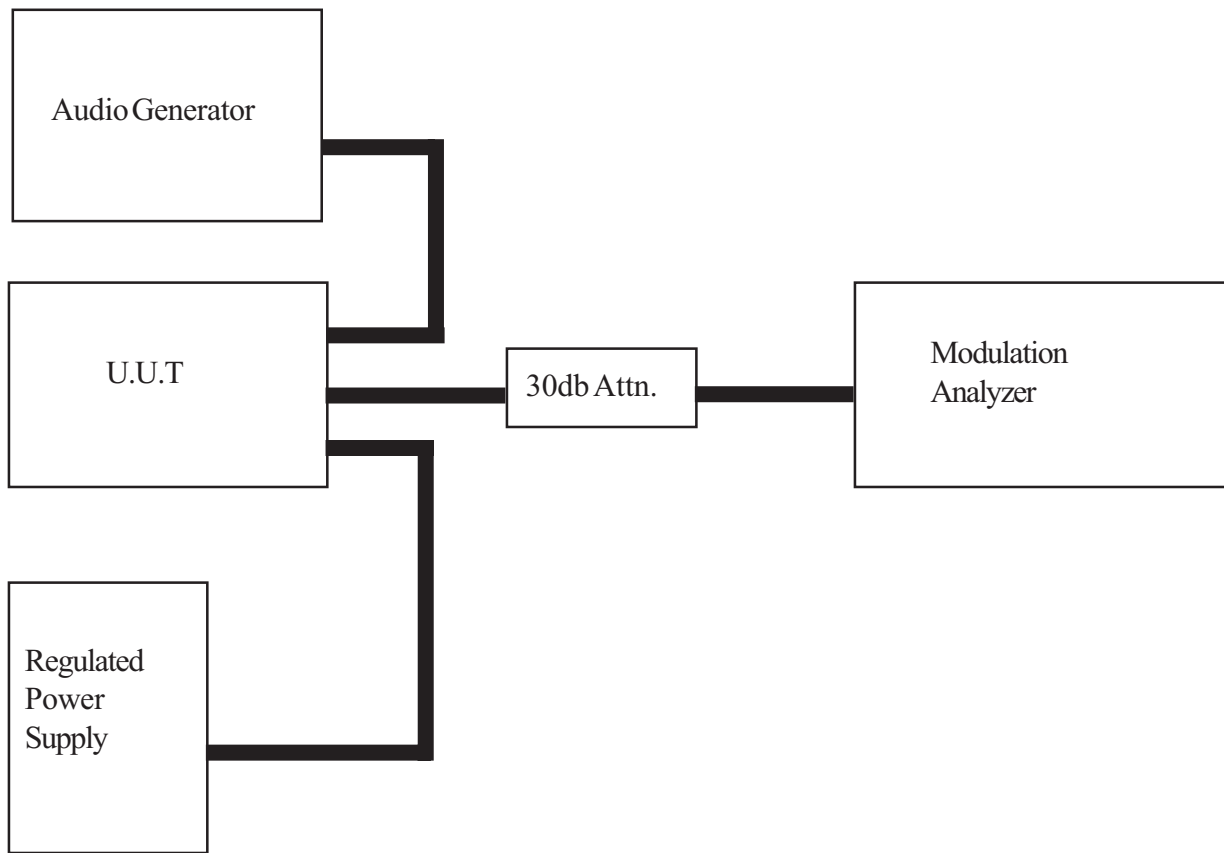 Audio Generator
U.U.T
30db Attn.
Modulation
Analyzer
Regulated
Power
Supply